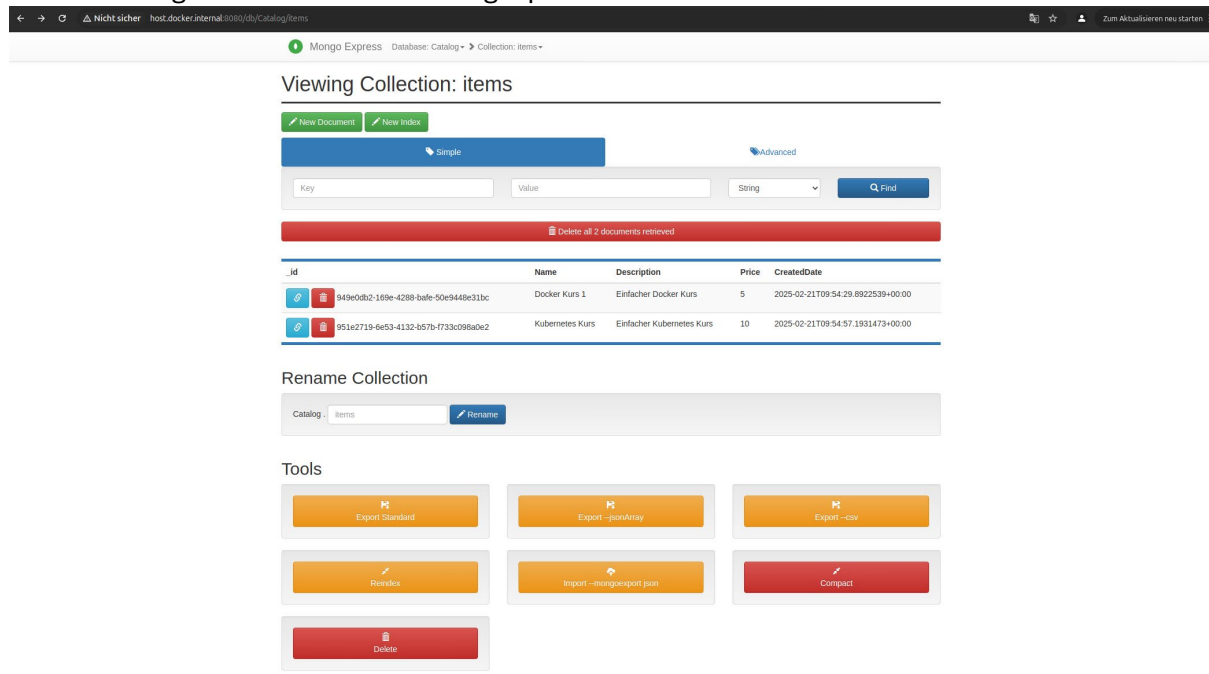 Nicht sicher host.docker.internal:8080/db/Catalog/items Zum Aktualisieren neu starten
Mongo Express Database: Catalog Collection: items
Viewing Collection: items
New Document New Index
Simple Advanced
Key Value String Find
Delete all 2 documents retrieved
_id Name Description Price CreatedDate
949e0db2-169e-4288-bafe-50e9448e31bc Docker Kurs 1 Einfacher Docker Kurs 5 2025-02-21T09:54:29.8922539+00:00
951e2719-6e53-4132-b57b-f733c098a0e2 Kubernetes Kurs Einfacher Kubernetes Kurs 10 2025-02-21T09:54:57.1931473+00:00
Rename Collection
Catalog . items Rename
Tools
Export Standard Export --jsonArray Export --csv
Reindex Import --mongoexport json Compact
Delete